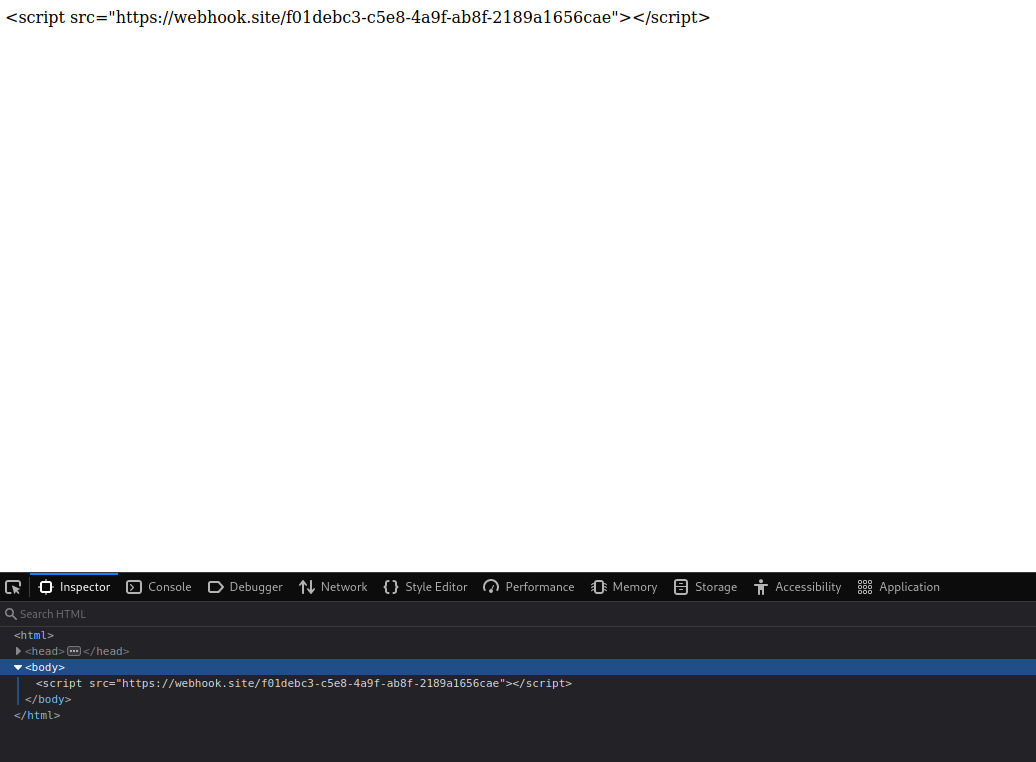 <script src="https://webhook.site/f01debc3-c5e8-4a9f-ab8f-2189a1656cae"></script>
Inspector Console Debugger Network Style Editor Performance Memory Storage Accessibility Application
Search HTML
<html>
<head></head>
<body>
<script src="https://webhook.site/f01debc3-c5e8-4a9f-ab8f-2189a1656cae"></script>
</body>
</html>